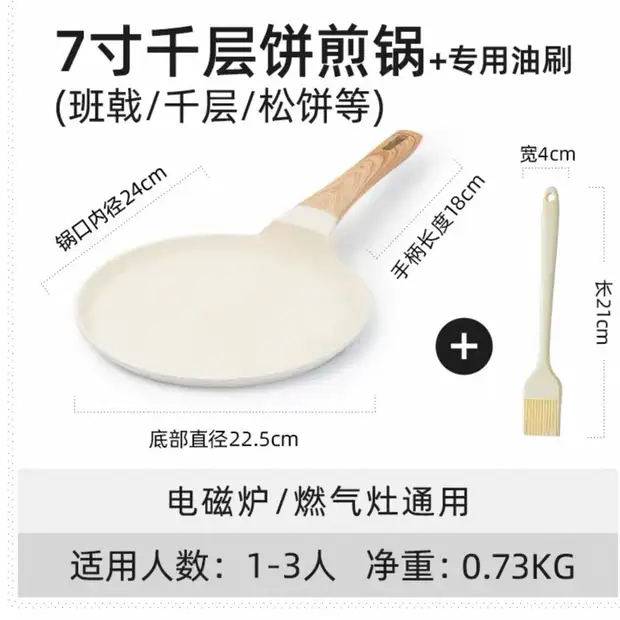 7寸千层饼煎锅+专用油刷
(班戟/千层/松饼等)
宽4cm
锅口内径24cm
手柄长度18cm
长21cm
+
底部直径22.5cm
电磁炉/燃气灶通用
适用人数：1-3人 净重：0.73KG